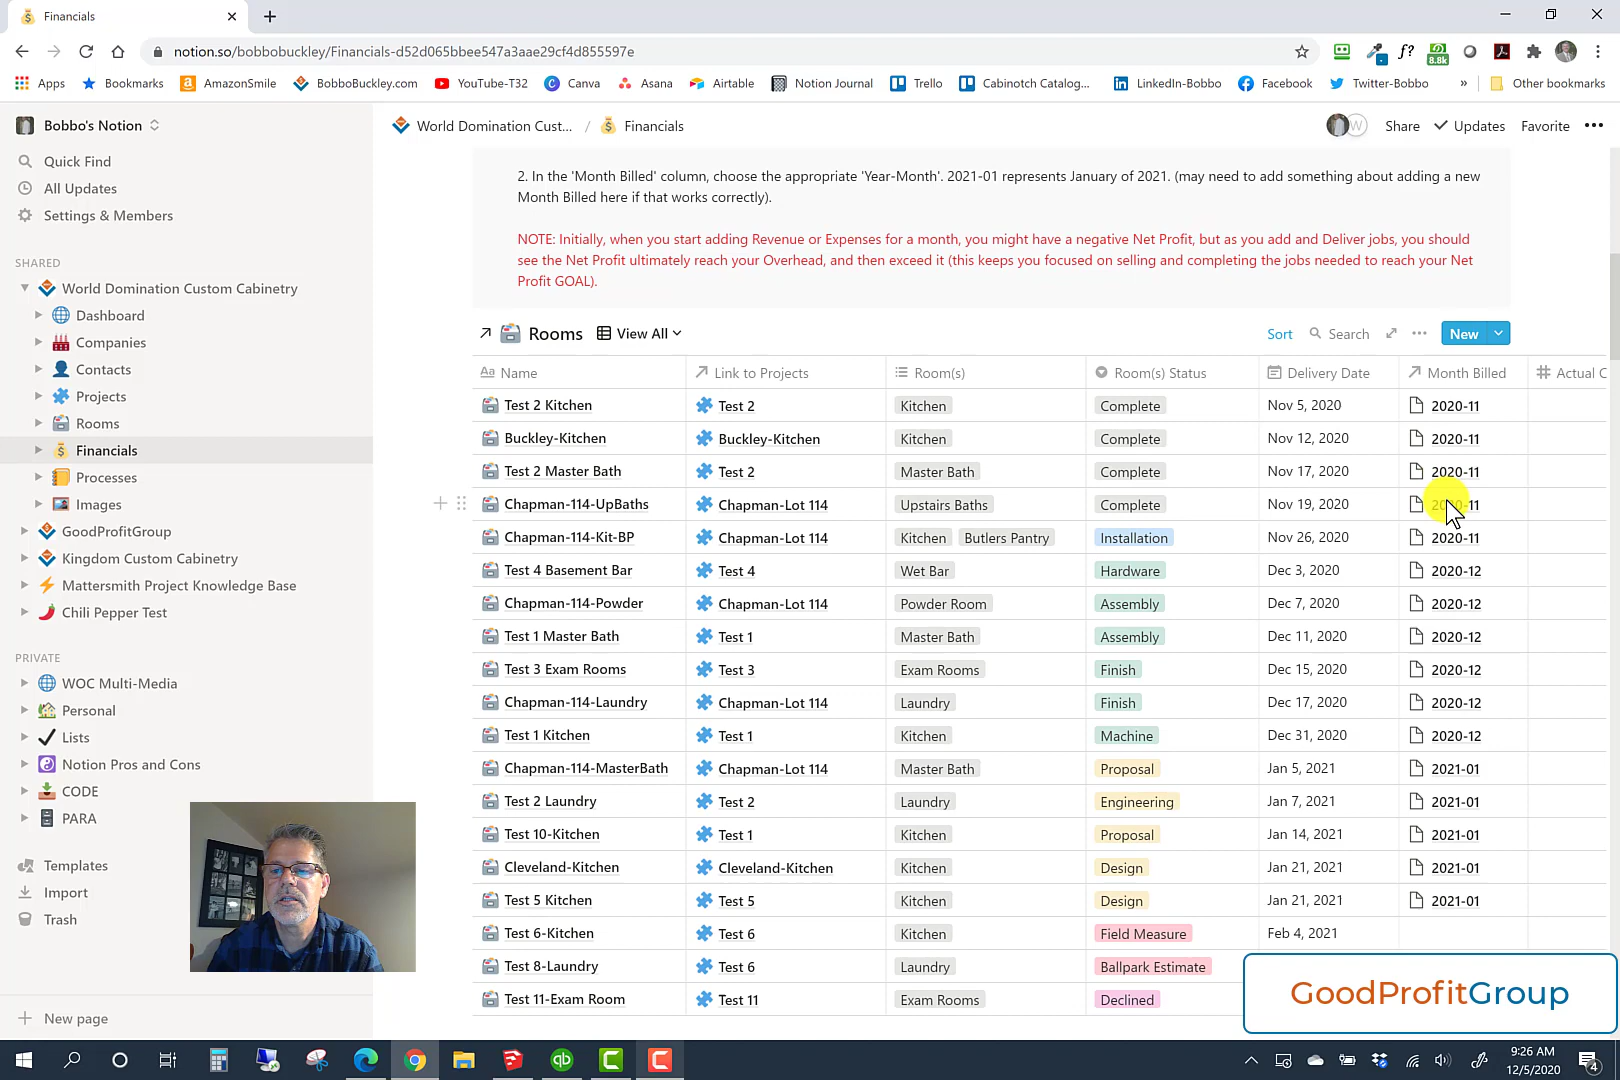 Financials
notion.so/bobbobuckley/Financials-d52d065bbee547a3aae29cf4d855597e
f?
8.8k
Apps Bookmarks AmazonSmile BobboBuckley.com YouTube-T32 Canva Asana Airtable Notion Journal Trello Cabinotch Catalog... LinkedIn-Bobbo Facebook Twitter-Bobbo » Other bookmarks
Bobbo's Notion
World Domination Cust... / Financials
W Share Updates Favorite
Quick Find
All Updates
Settings & Members
SHARED
World Domination Custom Cabinetry
Dashboard
Companies
Contacts
Projects
Rooms
Financials
Processes
Images
GoodProfitGroup
Kingdom Custom Cabinetry
Mattersmith Project Knowledge Base
Chili Pepper Test
PRIVATE
WOC Multi-Media
Personal
Lists
Notion Pros and Cons
CODE
PARA
Templates
Import
Trash
New page
2. In the 'Month Billed' column, choose the appropriate 'Year-Month'. 2021-01 represents January of 2021. (may need to add something about adding a new
Month Billed here if that works correctly).
NOTE: Initially, when you start adding Revenue or Expenses for a month, you might have a negative Net Profit, but as you add and Deliver jobs, you should
see the Net Profit ultimately reach your Overhead, and then exceed it (this keeps you focused on selling and completing the jobs needed to reach your Net
Profit GOAL).
Rooms View All Sort Search New
Aa Name Link to Projects Room(s) Room(s) Status Delivery Date Month Billed Actual C
Test 2 Kitchen Test 2 Kitchen Complete Nov 5, 2020 2020-11
Buckley-Kitchen Buckley-Kitchen Kitchen Complete Nov 12, 2020 2020-11
Test 2 Master Bath Test 2 Master Bath Complete Nov 17, 2020 2020-11
Chapman-114-UpBaths Chapman-Lot 114 Upstairs Baths Complete Nov 19, 2020 2020-11
Chapman-114-Kit-BP Chapman-Lot 114 Kitchen Butlers Pantry Installation Nov 26, 2020 2020-11
Test 4 Basement Bar Test 4 Wet Bar Hardware Dec 3, 2020 2020-12
Chapman-114-Powder Chapman-Lot 114 Powder Room Assembly Dec 7, 2020 2020-12
Test 1 Master Bath Test 1 Master Bath Assembly Dec 11, 2020 2020-12
Test 3 Exam Rooms Test 3 Exam Rooms Finish Dec 15, 2020 2020-12
Chapman-114-Laundry Chapman-Lot 114 Laundry Finish Dec 17, 2020 2020-12
Test 1 Kitchen Test 1 Kitchen Machine Dec 31, 2020 2020-12
Chapman-114-MasterBath Chapman-Lot 114 Master Bath Proposal Jan 5, 2021 2021-01
Test 2 Laundry Test 2 Laundry Engineering Jan 7, 2021 2021-01
Test 10-Kitchen Test 1 Kitchen Proposal Jan 14, 2021 2021-01
Cleveland-Kitchen Cleveland-Kitchen Kitchen Design Jan 21, 2021 2021-01
Test 5 Kitchen Test 5 Kitchen Design Jan 21, 2021 2021-01
Test 6-Kitchen Test 6 Kitchen Field Measure Feb 4, 2021
Test 8-Laundry Test 6 Laundry Ballpark Estimate
Test 11-Exam Room Test 11 Exam Rooms Declined
GoodProfitGroup
qb
9:26 AM
12/5/2020
4